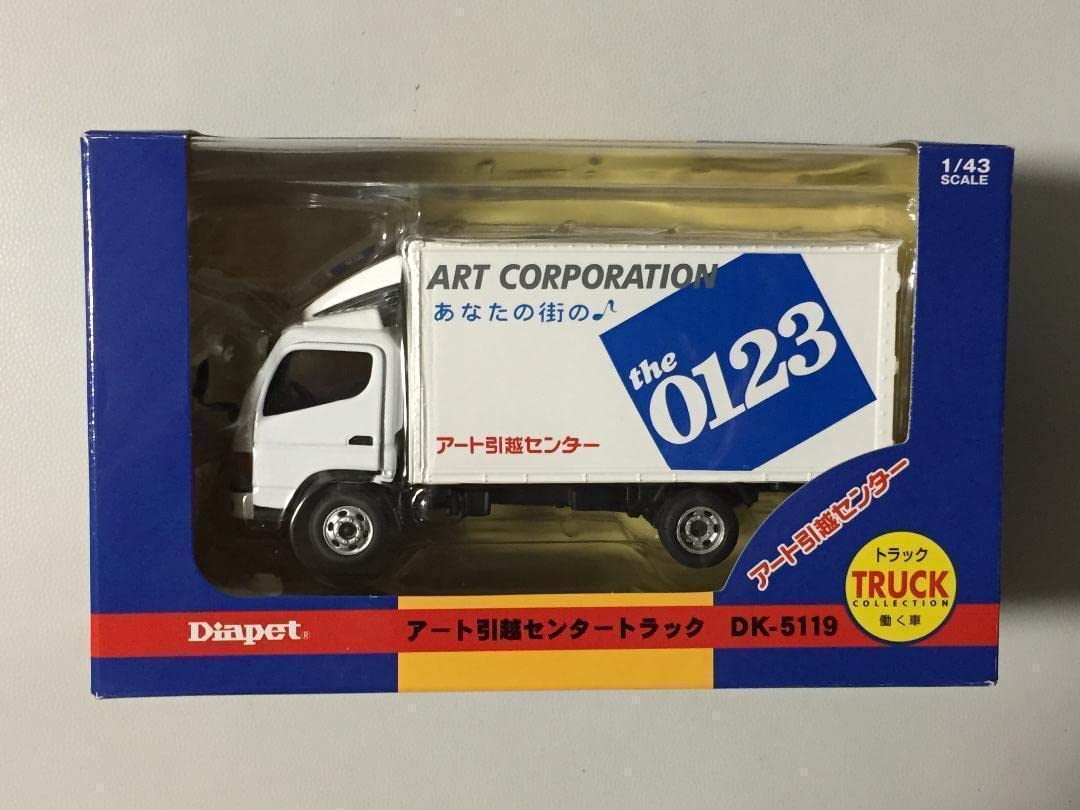 1/43
SCALE
ART CORPORATION
あなたの街の♪
the
0123
アート引越センター
アート引越センター
トラック
TRUCK
COLLECTION
働く車
Diapet®
アート引越センタートラック DK-5119